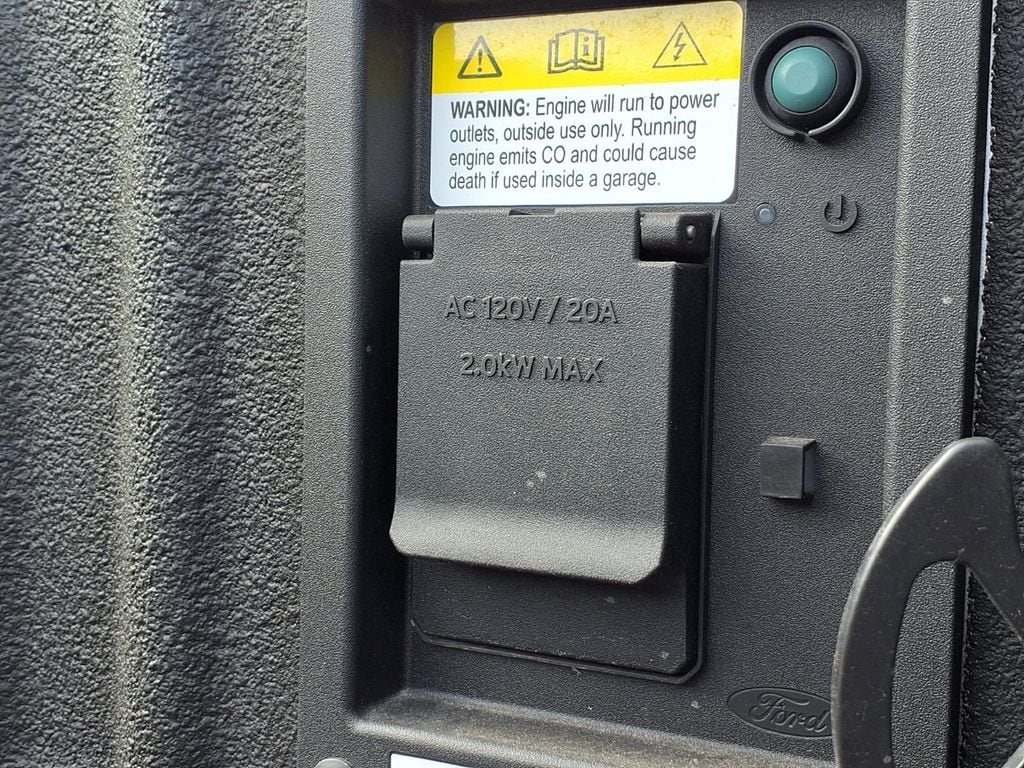 WARNING: Engine will run to power
outlets, outside use only. Running
engine emits CO and could cause
death if used inside a garage.
AC 120V / 20A
2.0kW MAX
Ford